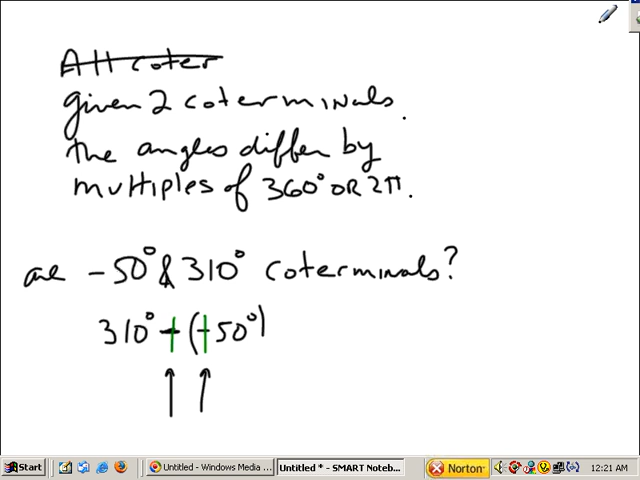 All coter
given 2 coterminals.
the angles differ by
multiples of 360° OR 2π.
are -50° & 310° coterminals?
310° + (+50°)
Start
Untitled - Windows Media ...
Untitled * - SMART Noteb...
Norton
12:21 AM